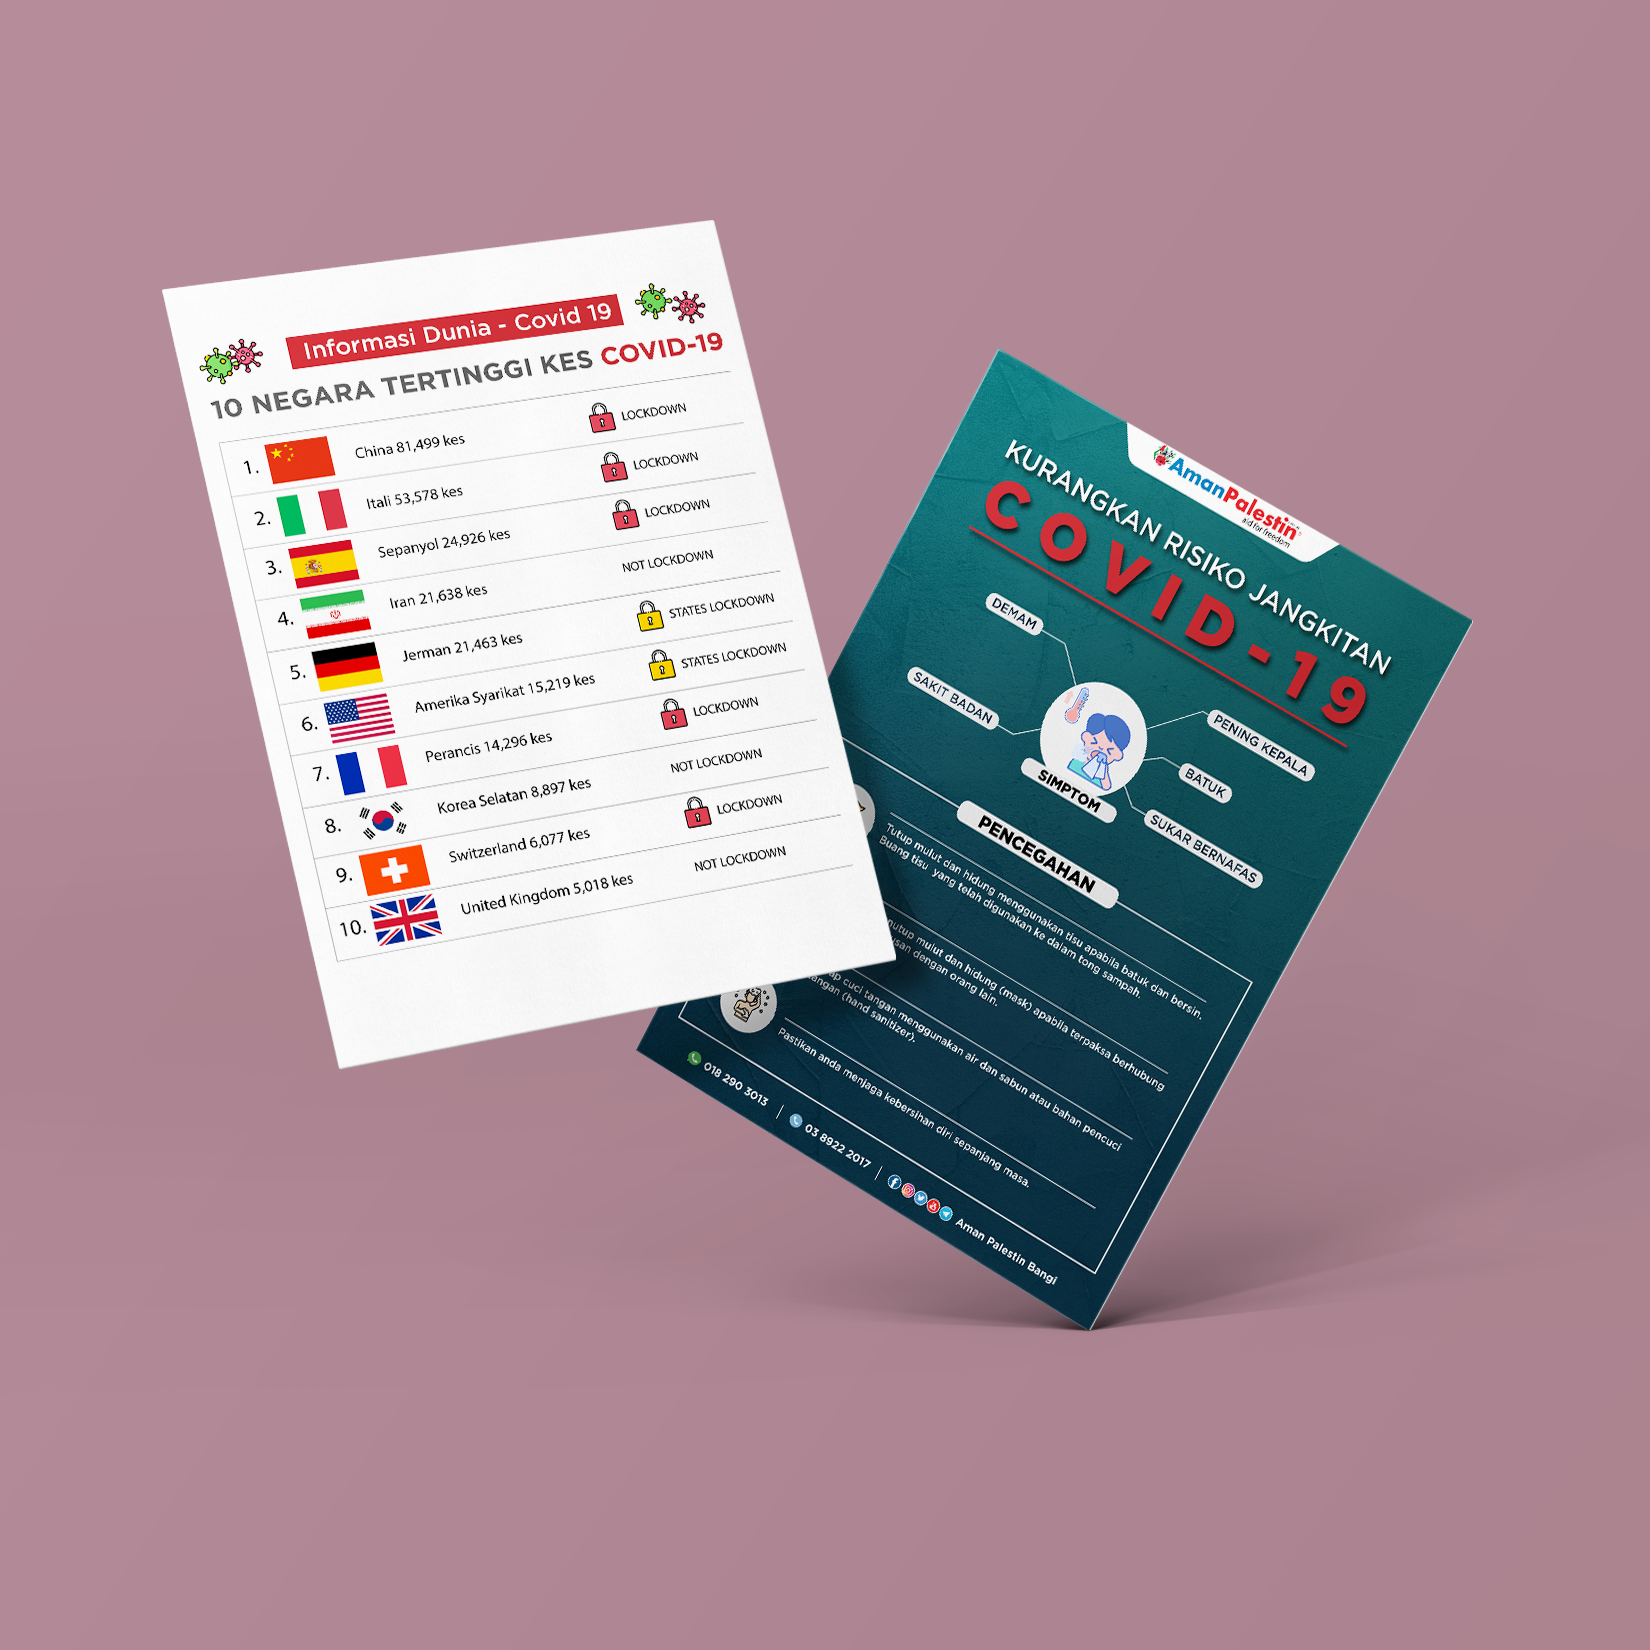 Informasi Dunia - Covid 19
10 NEGARA TERTINGGI KES COVID-19
1. China 81,499 kes LOCKDOWN
2. Itali 53,578 kes LOCKDOWN
3. Sepanyol 24,926 kes LOCKDOWN
4. Iran 21,638 kes NOT LOCKDOWN
5. Jerman 21,463 kes STATES LOCKDOWN
6. Amerika Syarikat 15,219 kes STATES LOCKDOWN
7. Perancis 14,296 kes LOCKDOWN
8. Korea Selatan 8,897 kes NOT LOCKDOWN
9. Switzerland 6,077 kes LOCKDOWN
10. United Kingdom 5,018 kes NOT LOCKDOWN
AmanPalestin
aid for freedom
KURANGKAN RISIKO JANGKITAN
COVID-19
DEMAM
SAKIT BADAN
PENING KEPALA
BATUK
SUKAR BERNAFAS
SIMPTOM
PENCEGAHAN
Tutup mulut dan hidung menggunakan tisu apabila batuk dan bersin.
Buang tisu yang telah digunakan ke dalam tong sampah.
mulut dan hidung (mask) apabila terpaksa berhubung
dengan orang lain.
cuci tangan menggunakan air dan sabun atau bahan pencuci
(hand sanitizer).
Pastikan anda menjaga kebersihan diri sepanjang masa.
018 290 3013 | 03 8922 2017 | Aman Palestin Bangi